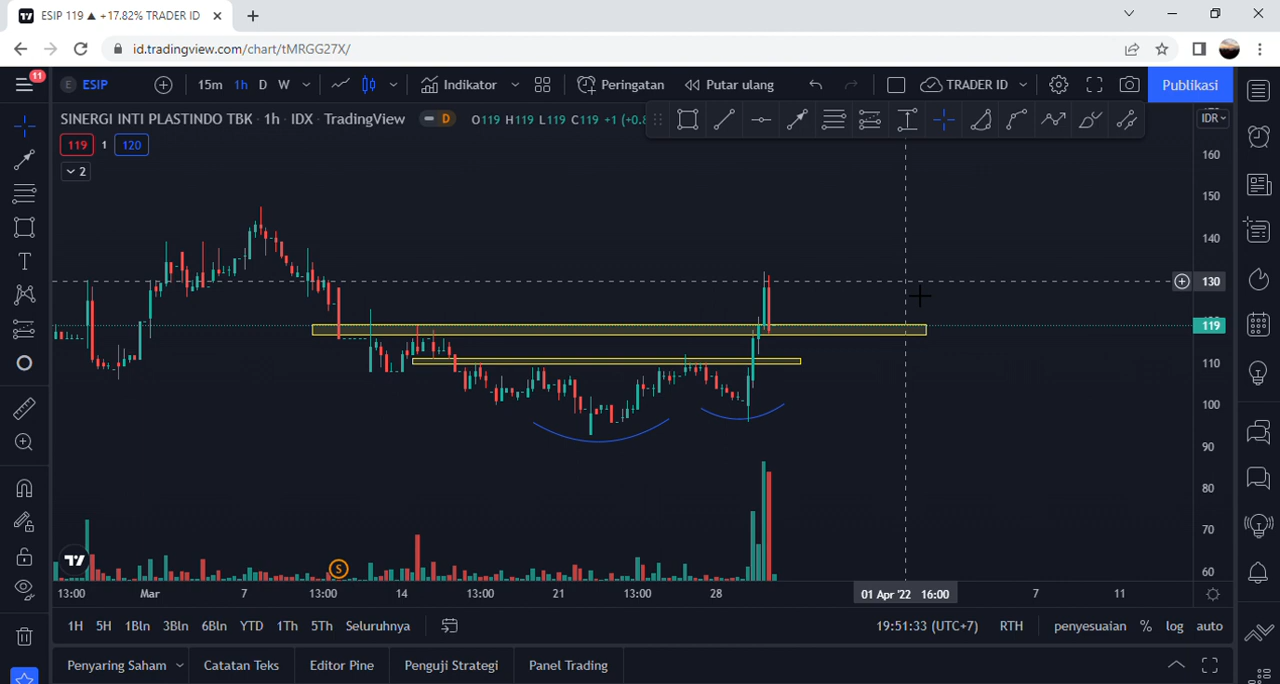 ESIP 119 ▲ +17.82% TRADER ID
id.tradingview.com/chart/tMRGG27X/
11
E ESIP 15m 1h D W Indikator Peringatan Putar ulang TRADER ID Publikasi
SINERGI INTI PLASTINDO TBK · 1h · IDX · TradingView D O119 H119 L119 C119 +1 (+0.8 IDR
119 1 120
2
160
150
140
130
119
110
100
90
80
70
60
S
13:00 Mar 7 13:00 14 13:00 21 13:00 28 01 Apr '22 16:00 7 11
1H 5H 1Bln 3Bln 6Bln YTD 1Th 5Th Seluruhnya 19:51:33 (UTC+7) RTH penyesuaian % log auto
Penyaring Saham Catatan Teks Editor Pine Penguji Strategi Panel Trading